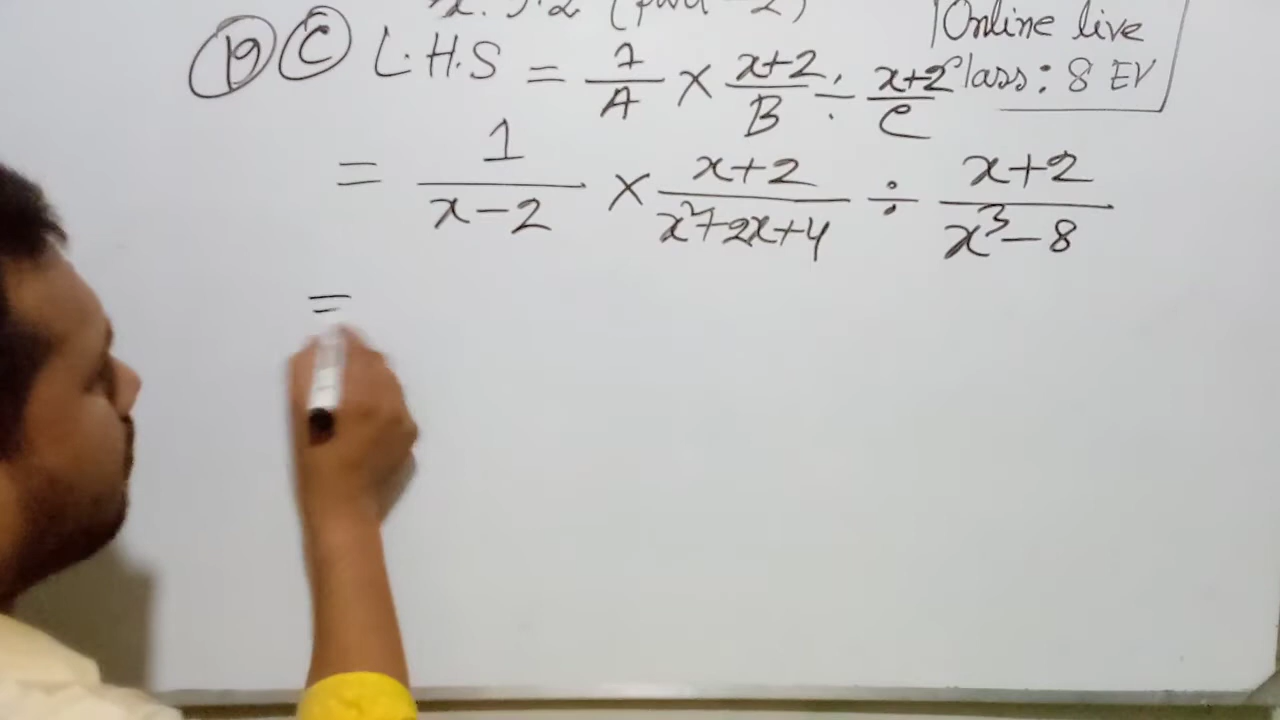 Online live
Class: 8 EV
19 C L.H.S = 1/A × x+2/B ÷ x+2/C
= 1/x-2 × x+2/x²+2x+4 ÷ x+2/x³-8
=